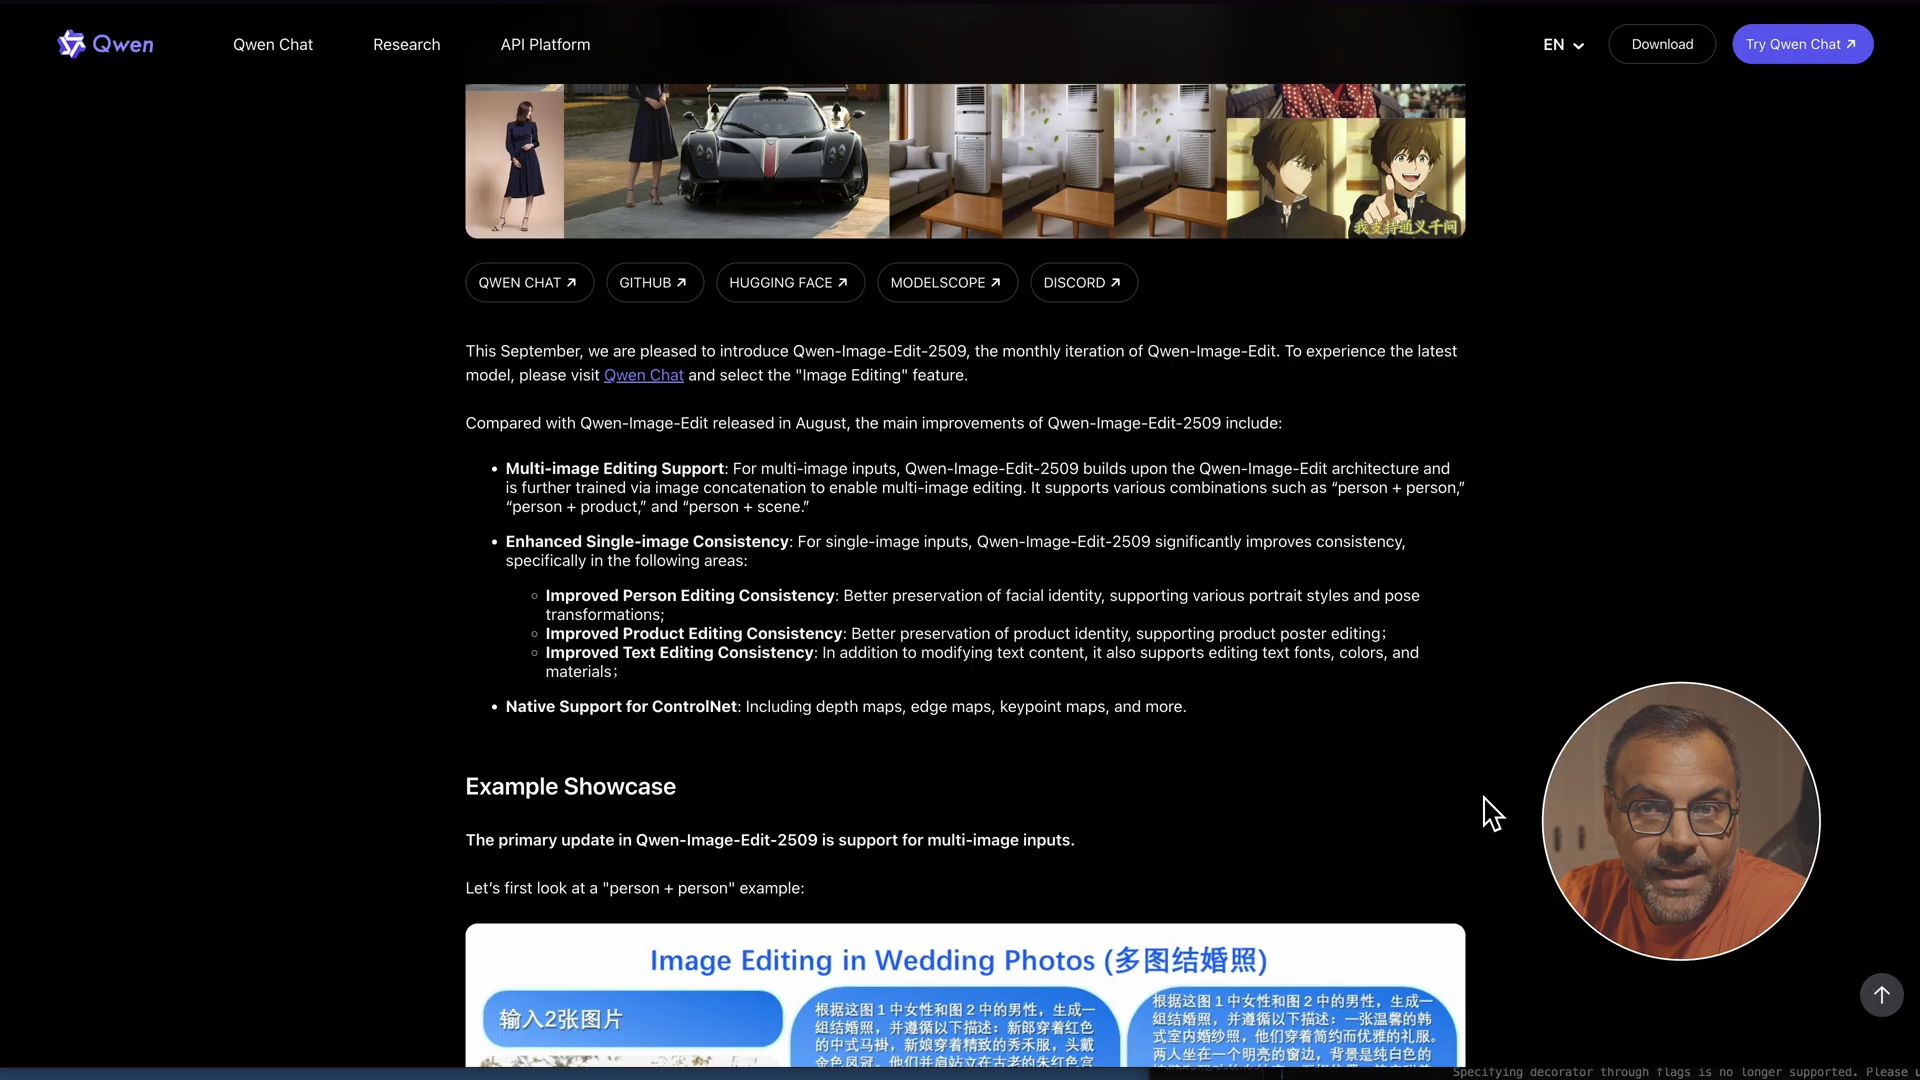 Qwen
Qwen Chat
Research
API Platform
EN
Download
Try Qwen Chat
我支持通义千问
QWEN CHAT
GITHUB
HUGGING FACE
MODELSCOPE
DISCORD
This September, we are pleased to introduce Qwen-Image-Edit-2509, the monthly iteration of Qwen-Image-Edit. To experience the latest
model, please visit Qwen Chat and select the "Image Editing" feature.
Compared with Qwen-Image-Edit released in August, the main improvements of Qwen-Image-Edit-2509 include:
• Multi-image Editing Support: For multi-image inputs, Qwen-Image-Edit-2509 builds upon the Qwen-Image-Edit architecture and
is further trained via image concatenation to enable multi-image editing. It supports various combinations such as “person + person,”
“person + product,” and “person + scene.”
• Enhanced Single-image Consistency: For single-image inputs, Qwen-Image-Edit-2509 significantly improves consistency,
specifically in the following areas:
◦ Improved Person Editing Consistency: Better preservation of facial identity, supporting various portrait styles and pose
transformations;
◦ Improved Product Editing Consistency: Better preservation of product identity, supporting product poster editing；
◦ Improved Text Editing Consistency: In addition to modifying text content, it also supports editing text fonts, colors, and
materials；
• Native Support for ControlNet: Including depth maps, edge maps, keypoint maps, and more.
Example Showcase
The primary update in Qwen-Image-Edit-2509 is support for multi-image inputs.
Let’s first look at a "person + person" example:
Image Editing in Wedding Photos (多图结婚照)
输入2张图片
根据这图1中女性和图2中的男性，生成一
组结婚照，并遵循以下描述：新郎穿着红色
的中式马褂，新娘穿着精致的秀禾服，头戴
金色凤冠。他们并肩站立在古老的朱红色宫
根据这图1中女性和图2中的男性，生成一
组结婚照，并遵循以下描述：一张温馨的韩
式室内婚纱照，他们穿着简约而优雅的礼服。
两人坐在一个明亮的窗边，背景是纯白色的
Specifying decorator through flags is no longer supported. Please u